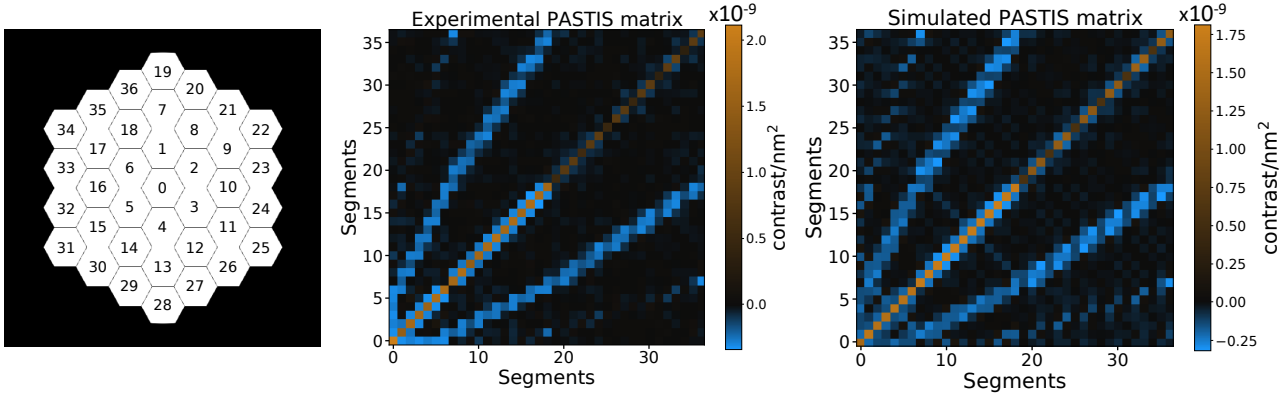 19
36 20
35 7 21
34 18 8 22
17 1 9
33 6 2 23
16 0 10
32 5 3 24
15 4 11
31 14 12 25
30 13 26
29 27
28
Experimental PASTIS matrix
x10⁻⁹
35
30
25
20
15
10
5
0
Segments
0 10 20 30
Segments
2.0
1.5
1.0
0.5
0.0
contrast/nm²
Simulated PASTIS matrix
x10⁻⁹
35
30
25
20
15
10
5
0
Segments
0 10 20 30
Segments
1.75
1.50
1.25
1.00
0.75
0.50
0.25
0.00
−0.25
contrast/nm²